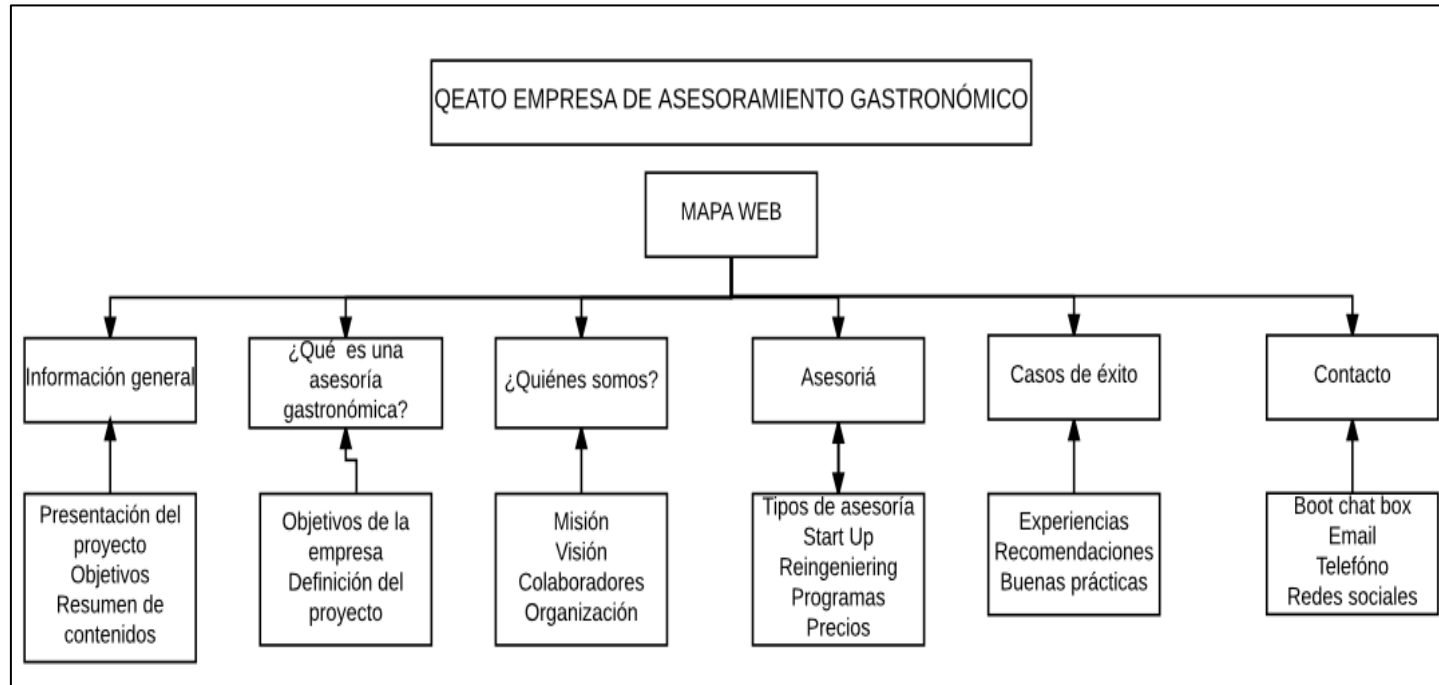 QEATO EMPRESA DE ASESORAMIENTO GASTRONÓMICO
MAPA WEB
Información general
¿Qué es una
asesoría
gastronómica?
¿Quiénes somos?
Asesoriá
Casos de éxito
Contacto
Presentación del
proyecto
Objetivos
Resumen de
contenidos
Objetivos de la
empresa
Definición del
proyecto
Misión
Visión
Colaboradores
Organización
Tipos de asesoría
Start Up
Reingeniering
Programas
Precios
Experiencias
Recomendaciones
Buenas prácticas
Boot chat box
Email
Telefóno
Redes sociales